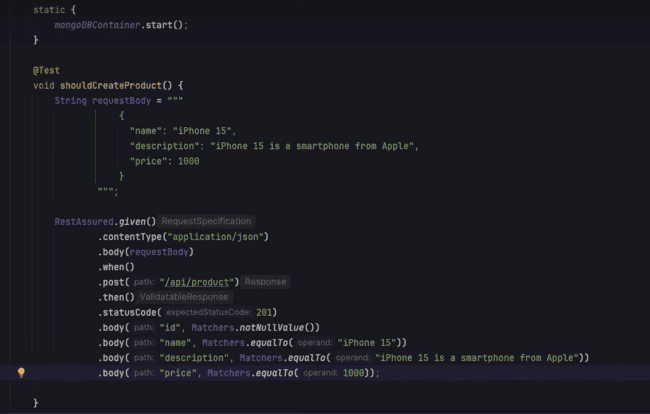 static {
mongoDBContainer.start();
}
@Test
void shouldCreateProduct() {
String requestBody = """
{
"name": "iPhone 15",
"description": "iPhone 15 is a smartphone from Apple",
"price": 1000
}
""";
RestAssured.given() RequestSpecification
.contentType("application/json")
.body(requestBody)
.when()
.post( path: "/api/product") Response
.then() ValidatableResponse
.statusCode( expectedStatusCode: 201)
.body( path: "id", Matchers.notNullValue())
.body( path: "name", Matchers.equalTo( operand: "iPhone 15"))
.body( path: "description", Matchers.equalTo( operand: "iPhone 15 is a smartphone from Apple"))
.body( path: "price", Matchers.equalTo( operand: 1000));
}